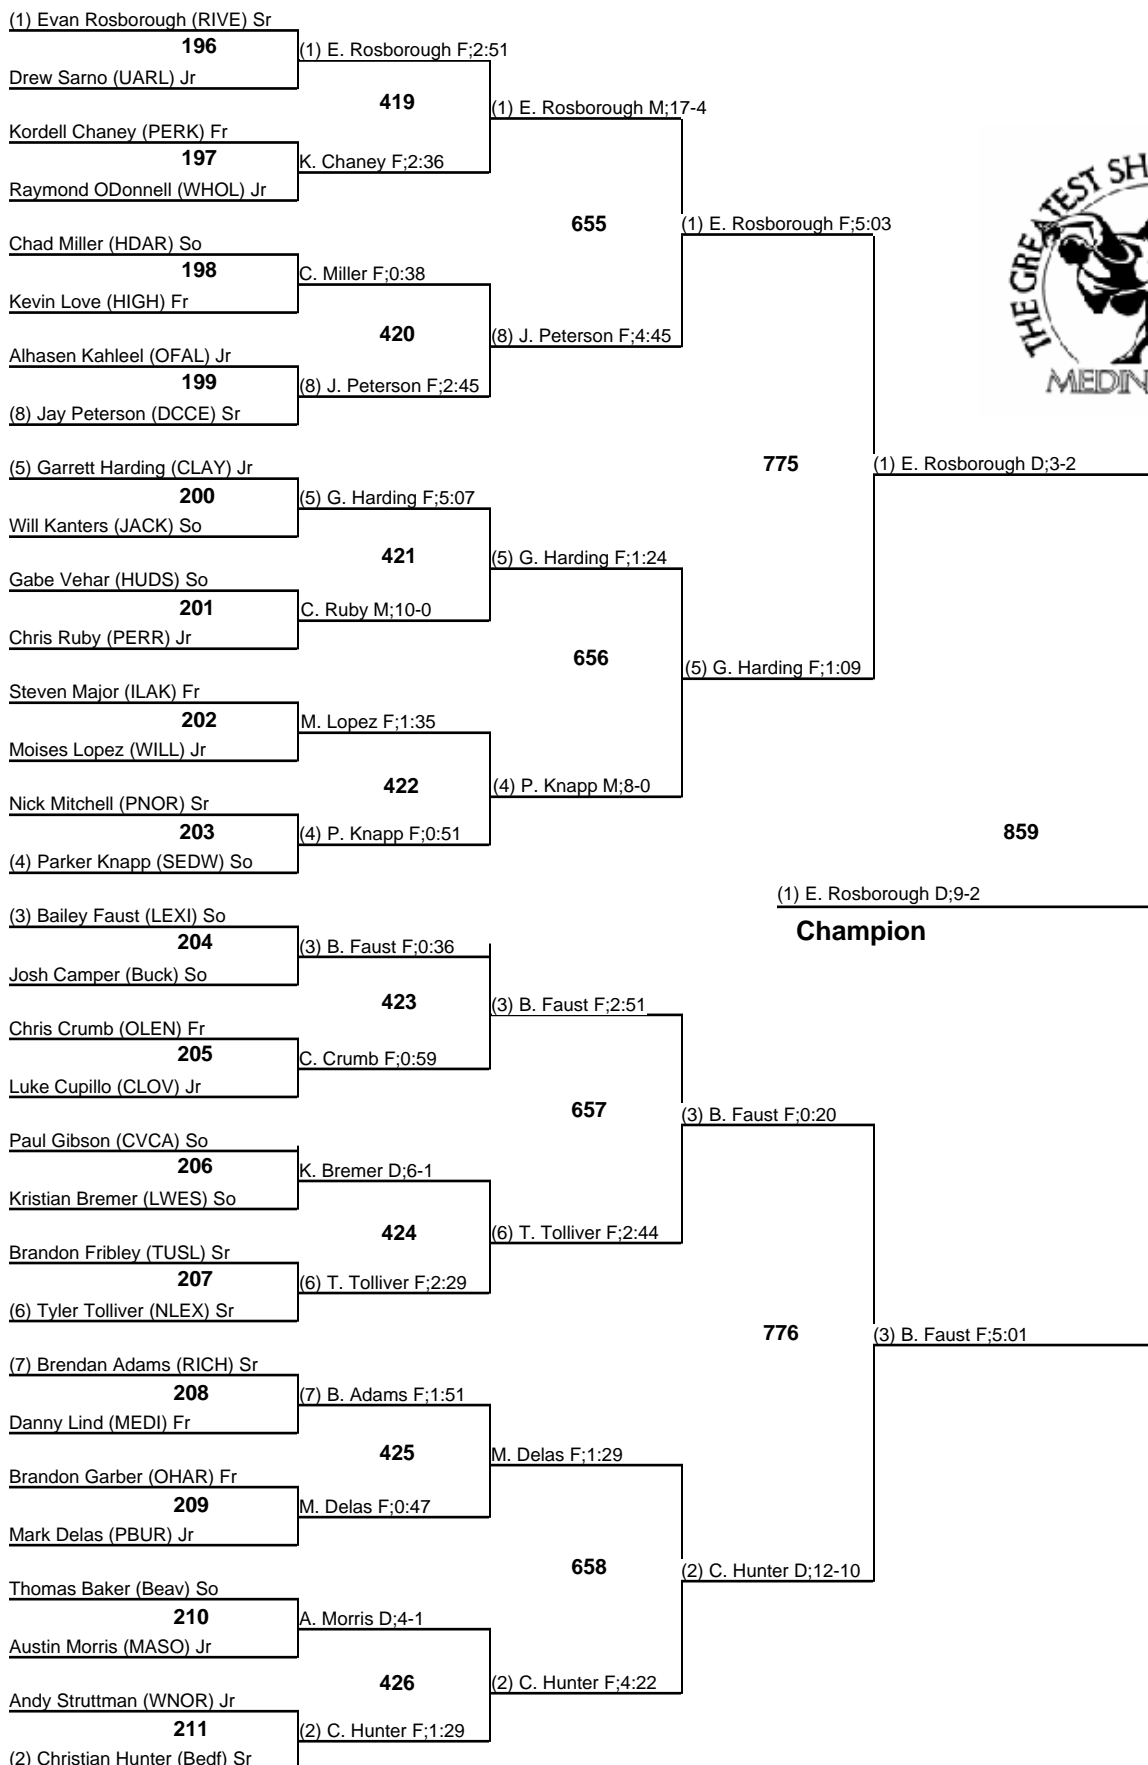 (1) Evan Rosborough (RIVE) Sr
196
Drew Sarno (UARL) Jr
(1) E. Rosborough F;2:51
419
Kordell Chaney (PERK) Fr
197
Raymond ODonnell (WHOL) Jr
K. Chaney F;2:36
(1) E. Rosborough M;17-4
655
Chad Miller (HDAR) So
198
Kevin Love (HIGH) Fr
C. Miller F;0:38
420
Alhasen Kahleel (OFAL) Jr
199
(8) Jay Peterson (DCCE) Sr
(8) J. Peterson F;2:45
(8) J. Peterson F;4:45
(1) E. Rosborough F;5:03
775
(5) Garrett Harding (CLAY) Jr
200
Will Kanters (JACK) So
(5) G. Harding F;5:07
421
Gabe Vehar (HUDS) So
201
Chris Ruby (PERR) Jr
C. Ruby M;10-0
(5) G. Harding F;1:24
656
Steven Major (ILAK) Fr
202
Moises Lopez (WILL) Jr
M. Lopez F;1:35
422
Nick Mitchell (PNOR) Sr
203
(4) Parker Knapp (SEDW) So
(4) P. Knapp F;0:51
(4) P. Knapp M;8-0
(5) G. Harding F;1:09
(1) E. Rosborough D;3-2
859
(1) E. Rosborough D;9-2
Champion
(3) Bailey Faust (LEXI) So
204
Josh Camper (Buck) So
(3) B. Faust F;0:36
423
Chris Crumb (OLEN) Fr
205
Luke Cupillo (CLOV) Jr
C. Crumb F;0:59
(3) B. Faust F;2:51
657
Paul Gibson (CVCA) So
206
Kristian Bremer (LWES) So
K. Bremer D;6-1
424
Brandon Fribley (TUSL) Sr
207
(6) Tyler Tolliver (NLEX) Sr
(6) T. Tolliver F;2:29
(6) T. Tolliver F;2:44
(3) B. Faust F;0:20
776
(3) B. Faust F;5:01
(7) Brendan Adams (RICH) Sr
208
Danny Lind (MEDI) Fr
(7) B. Adams F;1:51
425
Brandon Garber (OHAR) Fr
209
Mark Delas (PBUR) Jr
M. Delas F;0:47
M. Delas F;1:29
658
Thomas Baker (Beav) So
210
Austin Morris (MASO) Jr
A. Morris D;4-1
426
Andy Struttman (WNOR) Jr
211
(2) Christian Hunter (Bedf) Sr
(2) C. Hunter F;1:29
(2) C. Hunter F;4:22
(2) C. Hunter D;12-10
THE GREATEST SH
MEDIN